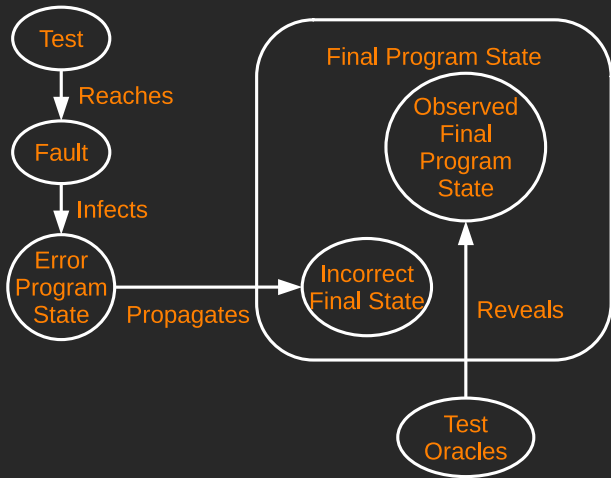 Test
Reaches
Fault
Infects
Error
Program
State
Propagates
Final Program State
Observed
Final
Program
State
Incorrect
Final State
Reveals
Test
Oracles